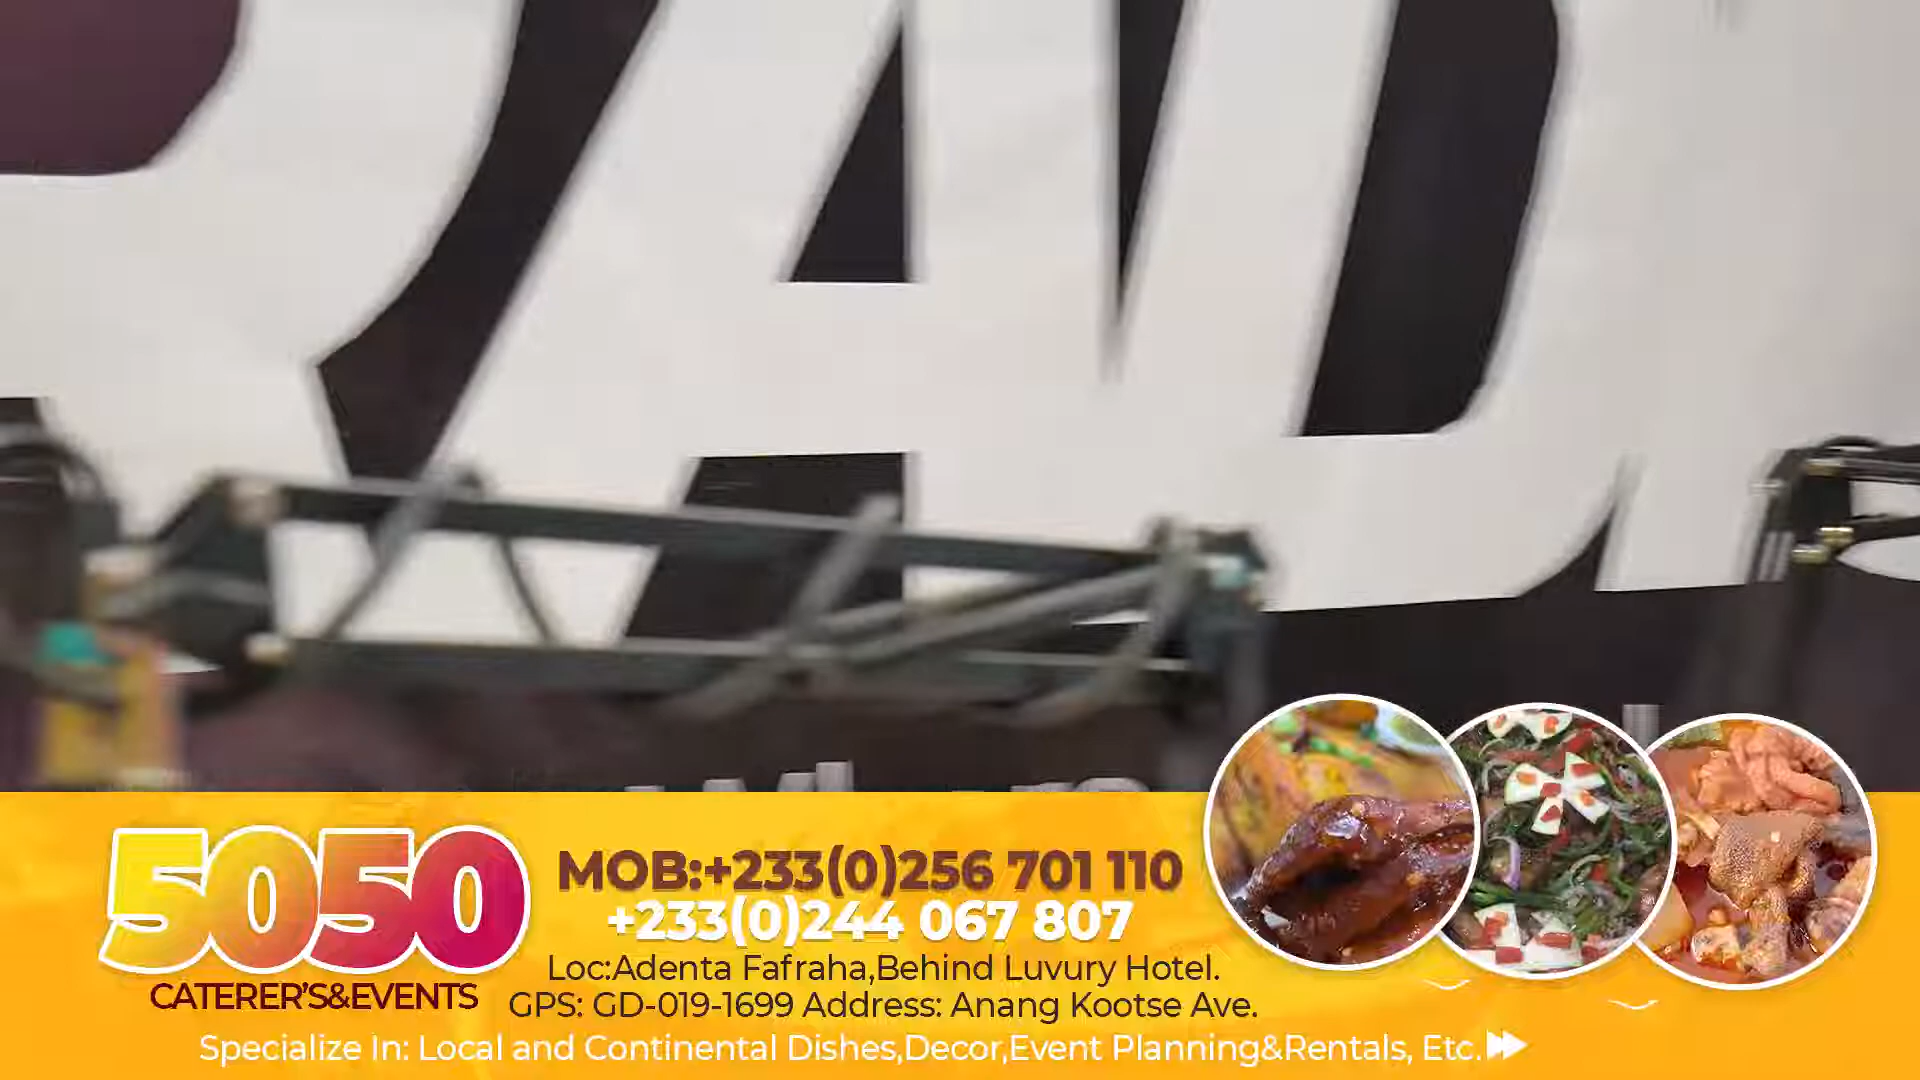 RAD
5050
CATERER'S&EVENTS
MOB:+233(0)256 701 110
+233(0)244 067 807
Loc:Adenta Fafraha,Behind Luvury Hotel.
GPS: GD-019-1699 Address: Anang Kootse Ave.
Specialize In: Local and Continental Dishes,Decor,Event Planning&Rentals, Etc.